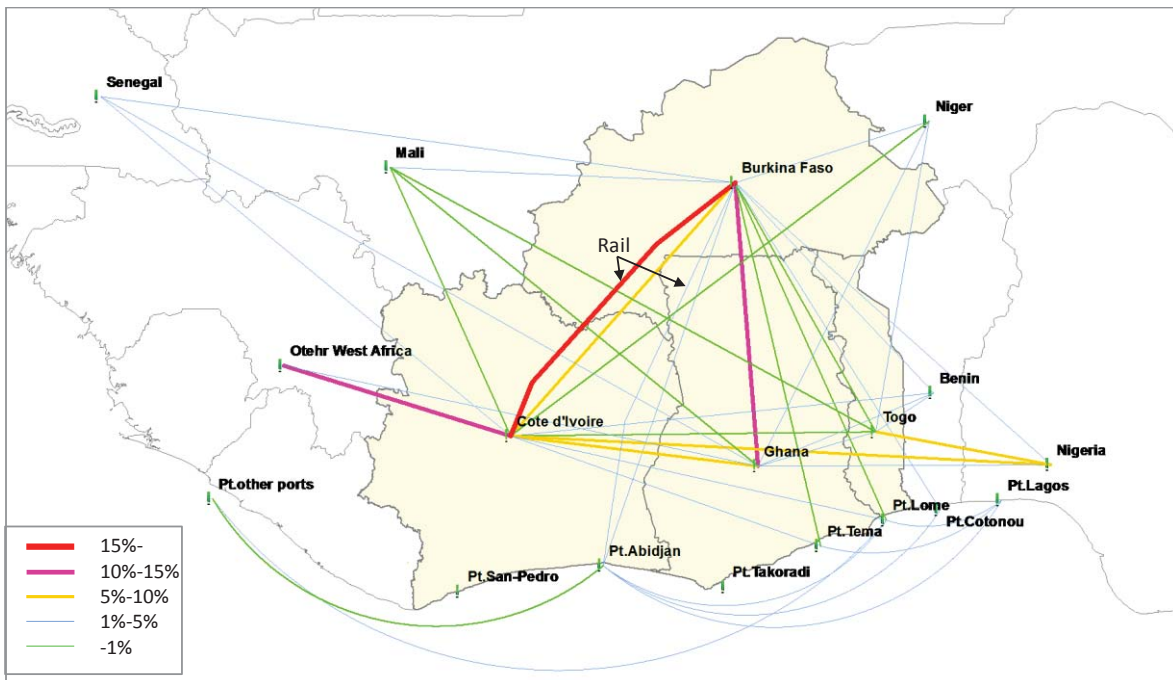 Senegal
Niger
Mali
Burkina Faso
Rail
Otehr West Africa
Benin
Cote d'Ivoire
Togo
Ghana
Nigeria
Pt.other ports
Pt.Lagos
Pt.Lome
Pt.Cotonou
Pt.Tema
Pt.Abidjan
Pt.San-Pedro
Pt.Takoradi
15%-
10%-15%
5%-10%
1%-5%
-1%